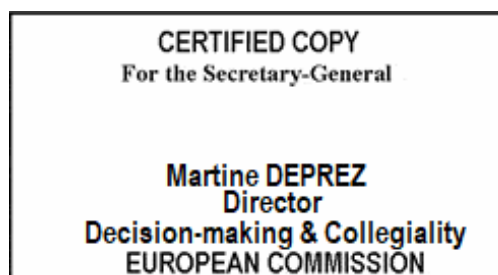 CERTIFIED COPY
For the Secretary-General
Martine DEPREZ
Director
Decision-making & Collegiality
EUROPEAN COMMISSION